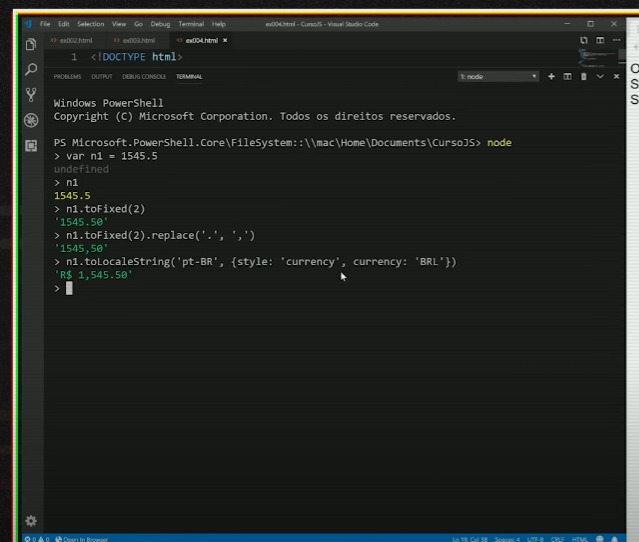 File Edit Selection View Go Debug Terminal Help
ex004.html - CursoJS - Visual Studio Code
ex002.html ex003.html ex004.html ×
1 <!DOCTYPE html>
PROBLEMS OUTPUT DEBUG CONSOLE TERMINAL
1: node
Windows PowerShell
Copyright (C) Microsoft Corporation. Todos os direitos reservados.
PS Microsoft.PowerShell.Core\FileSystem::\\mac\Home\Documents\CursoJS> node
> var n1 = 1545.5
undefined
> n1
1545.5
> n1.toFixed(2)
'1545.50'
> n1.toFixed(2).replace('.', ',')
'1545,50'
> n1.toLocaleString('pt-BR', {style: 'currency', currency: 'BRL'})
'R$ 1,545.50'
>
0 0 Open In Browser
Ln 19, Col 38 Spaces: 4 UTF-8 CRLF HTML
O
S
S